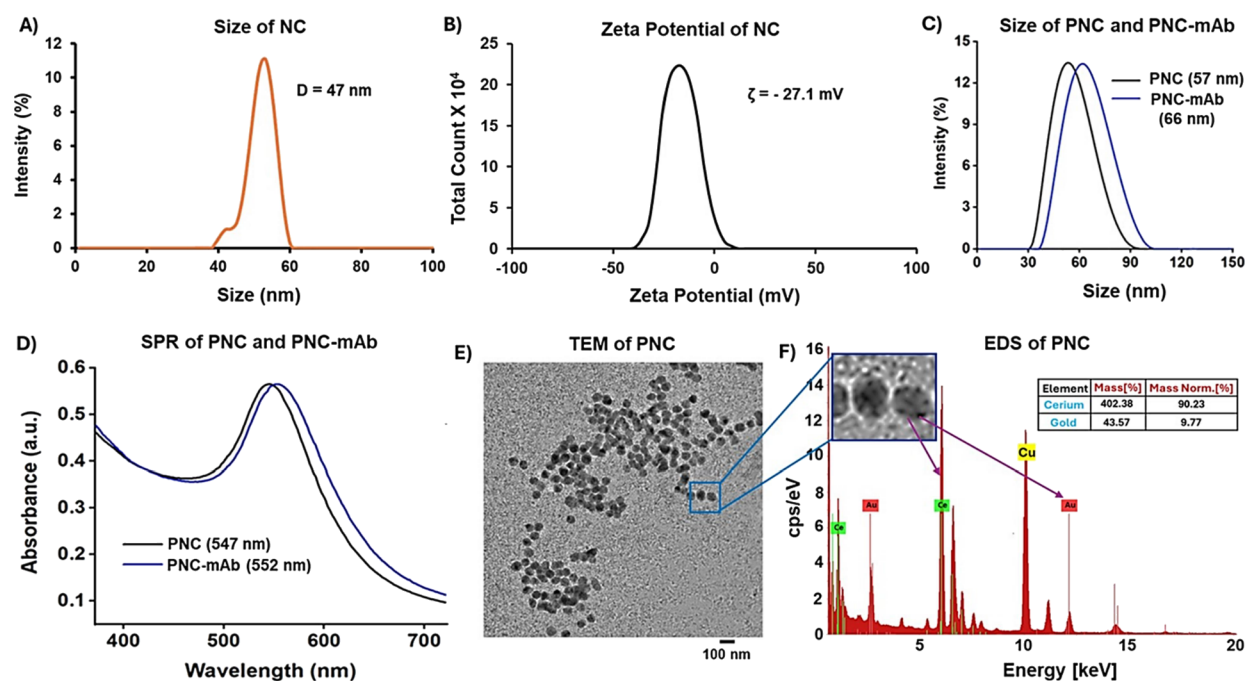 A)
Size of NC
Intensity (%)
12
10
8
6
4
2
0
D = 47 nm
0 20 40 60 80 100
Size (nm)
B)
Zeta Potential of NC
Total Count X 10⁴
25
20
15
10
5
0
ζ = - 27.1 mV
-100 -50 0 50 100
Zeta Potential (mV)
C)
Size of PNC and PNC-mAb
Intensity (%)
15
12
9
6
3
0
PNC (57 nm)
PNC-mAb
(66 nm)
0 30 60 90 120 150
Size (nm)
D)
SPR of PNC and PNC-mAb
Absorbance (a.u.)
0.6
0.5
0.4
0.3
0.2
0.1
PNC (547 nm)
PNC-mAb (552 nm)
400 500 600 700
Wavelength (nm)
E)
TEM of PNC
100 nm
F)
EDS of PNC
cps/eV
16
14
12
10
8
6
4
2
0
Element Mass[%] Mass Norm.[%]
Cerium 402.38 90.23
Gold 43.57 9.77
Cu
Au
Ce
Au
Ce
5 10 15 20
Energy [keV]